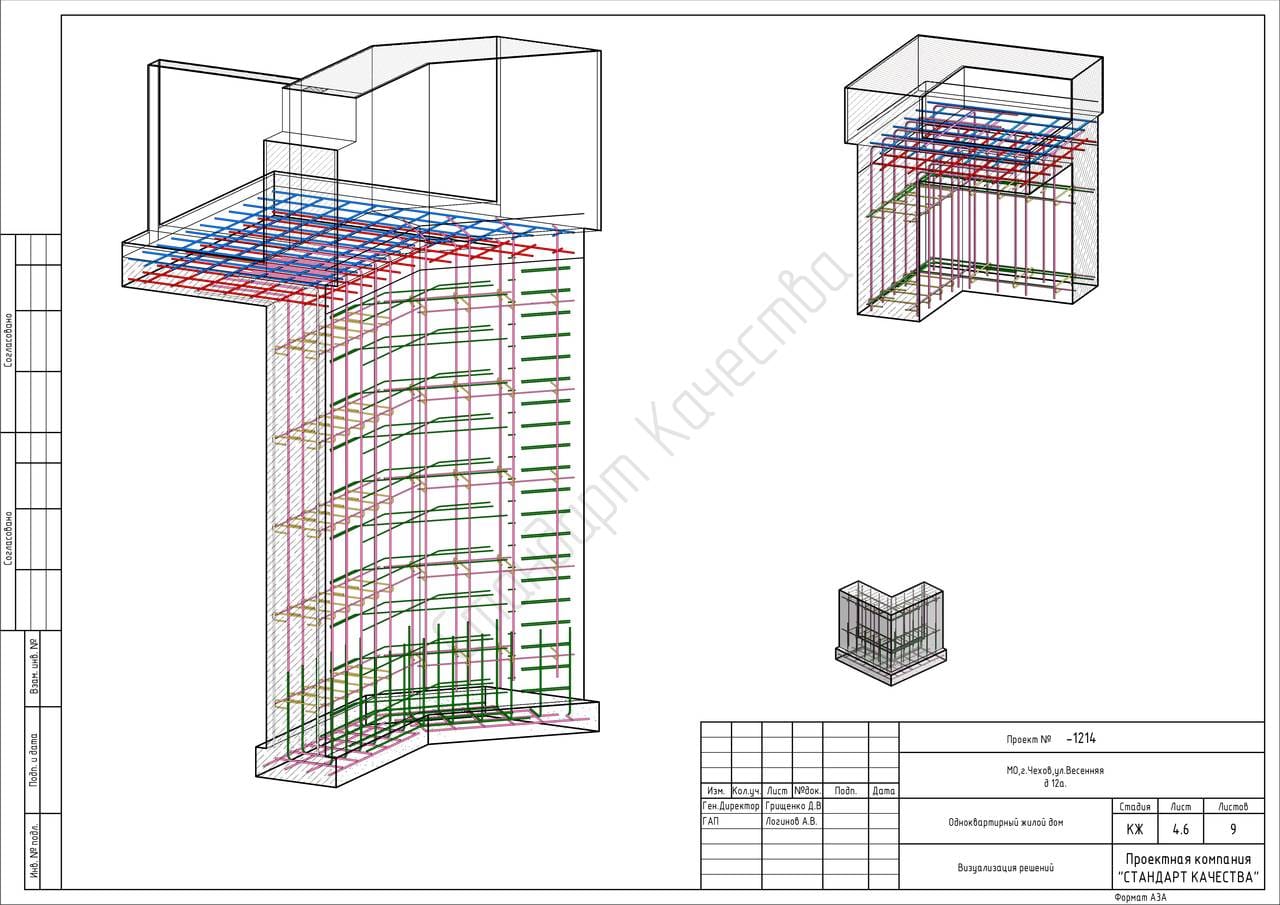 Стандарт Качества
Согласовано
Согласовано
Взам. инв. №
Подп. и дата
Инв. № подл.
Проект № -1214
МО,г.Чехов,ул.Весенняя
д 12а.
Изм. Кол.уч. Лист №док. Подп. Дата
Ген.Директор Грищенко Д.В
ГАП Логинов А.В.
Одноквартирный жилой дом
Стадия Лист Листов
КЖ 4.6 9
Визуализация решений
Проектная компания
"СТАНДАРТ КАЧЕСТВА"
Формат А3А